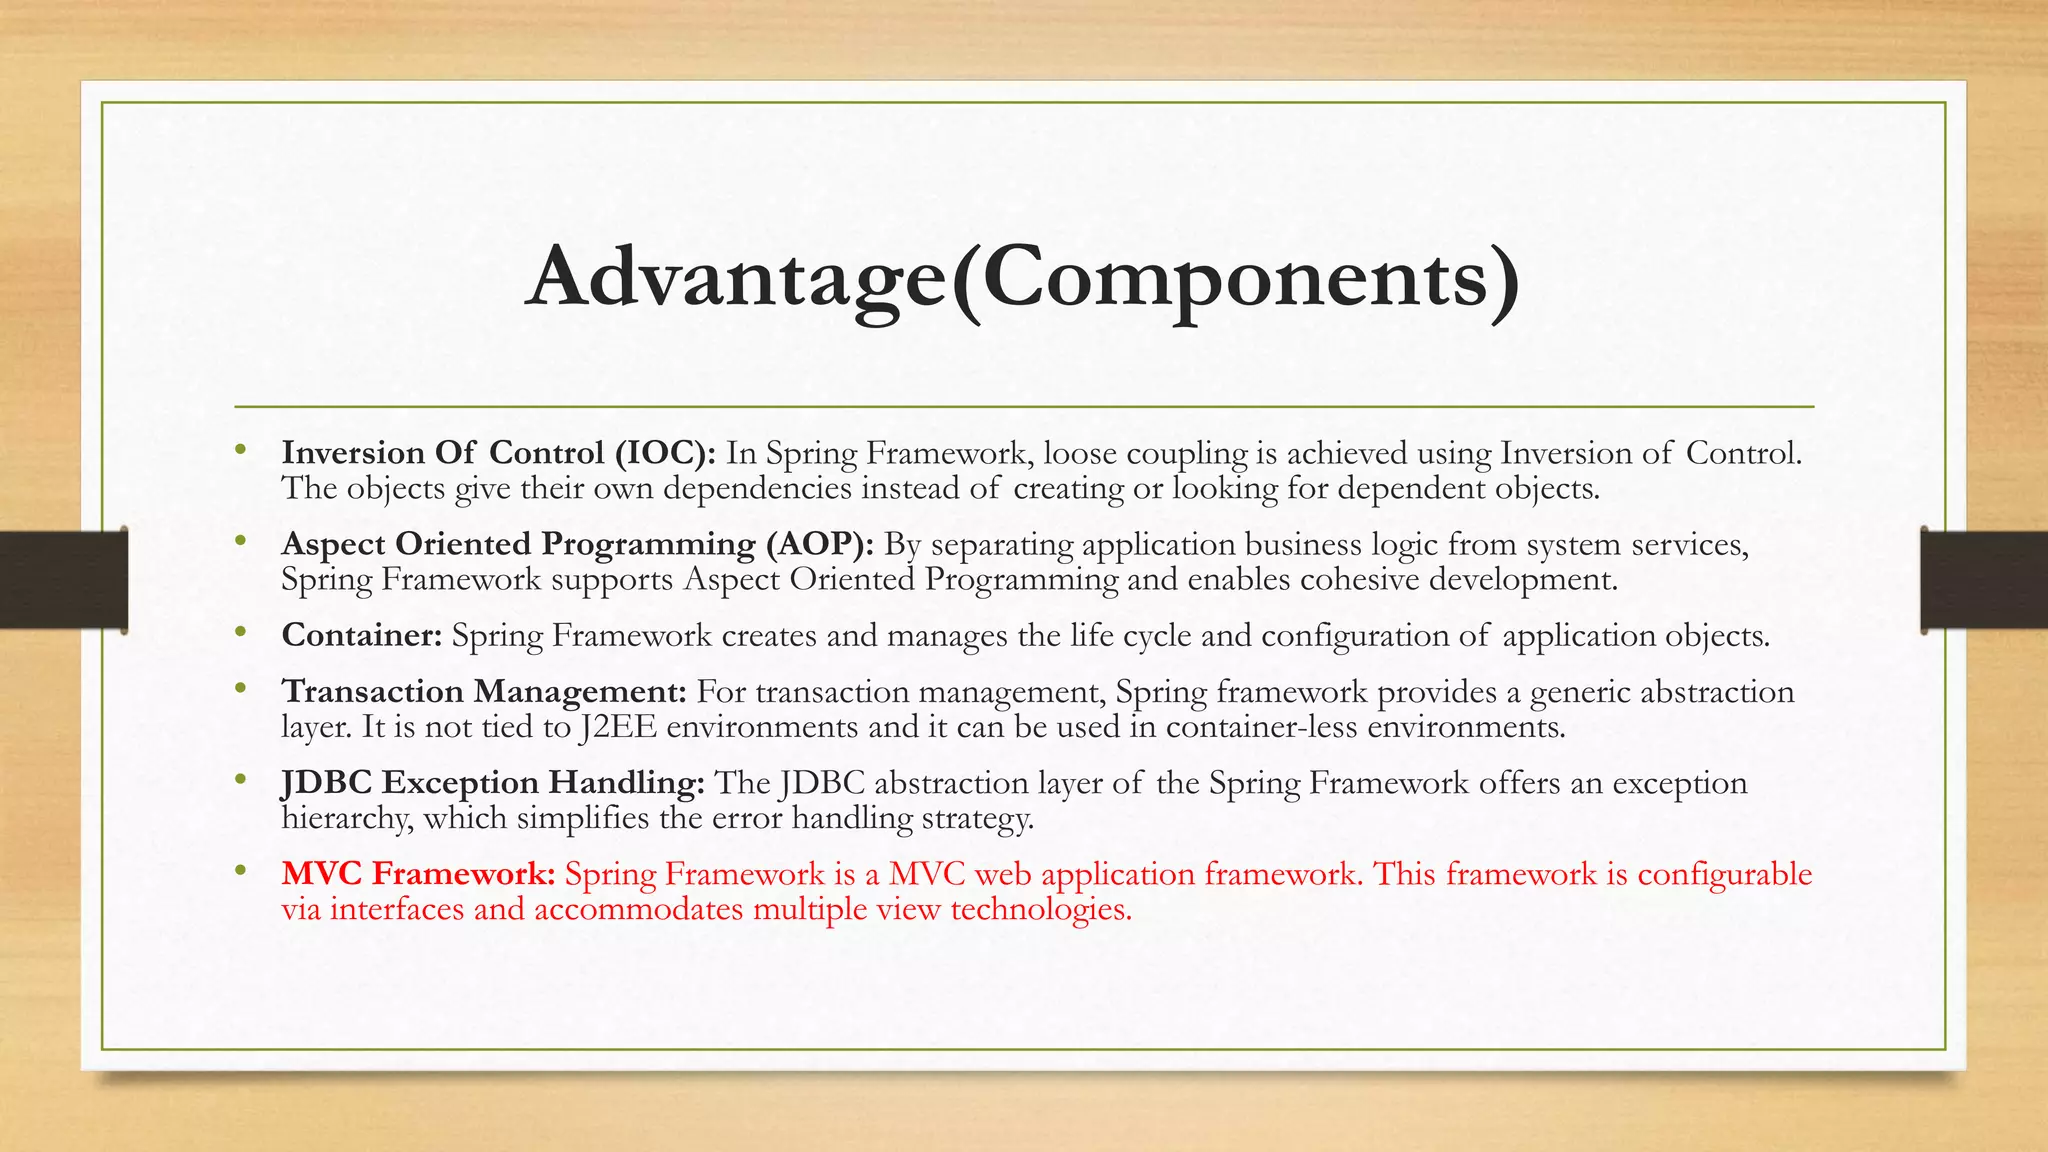 Advantage(Components)
• Inversion Of Control (IOC): In Spring Framework, loose coupling is achieved using Inversion of Control.
The objects give their own dependencies instead of creating or looking for dependent objects.
• Aspect Oriented Programming (AOP): By separating application business logic from system services,
Spring Framework supports Aspect Oriented Programming and enables cohesive development.
• Container: Spring Framework creates and manages the life cycle and configuration of application objects.
• Transaction Management: For transaction management, Spring framework provides a generic abstraction
layer. It is not tied to J2EE environments and it can be used in container-less environments.
• JDBC Exception Handling: The JDBC abstraction layer of the Spring Framework offers an exception
hierarchy, which simplifies the error handling strategy.
• MVC Framework: Spring Framework is a MVC web application framework. This framework is configurable
via interfaces and accommodates multiple view technologies.